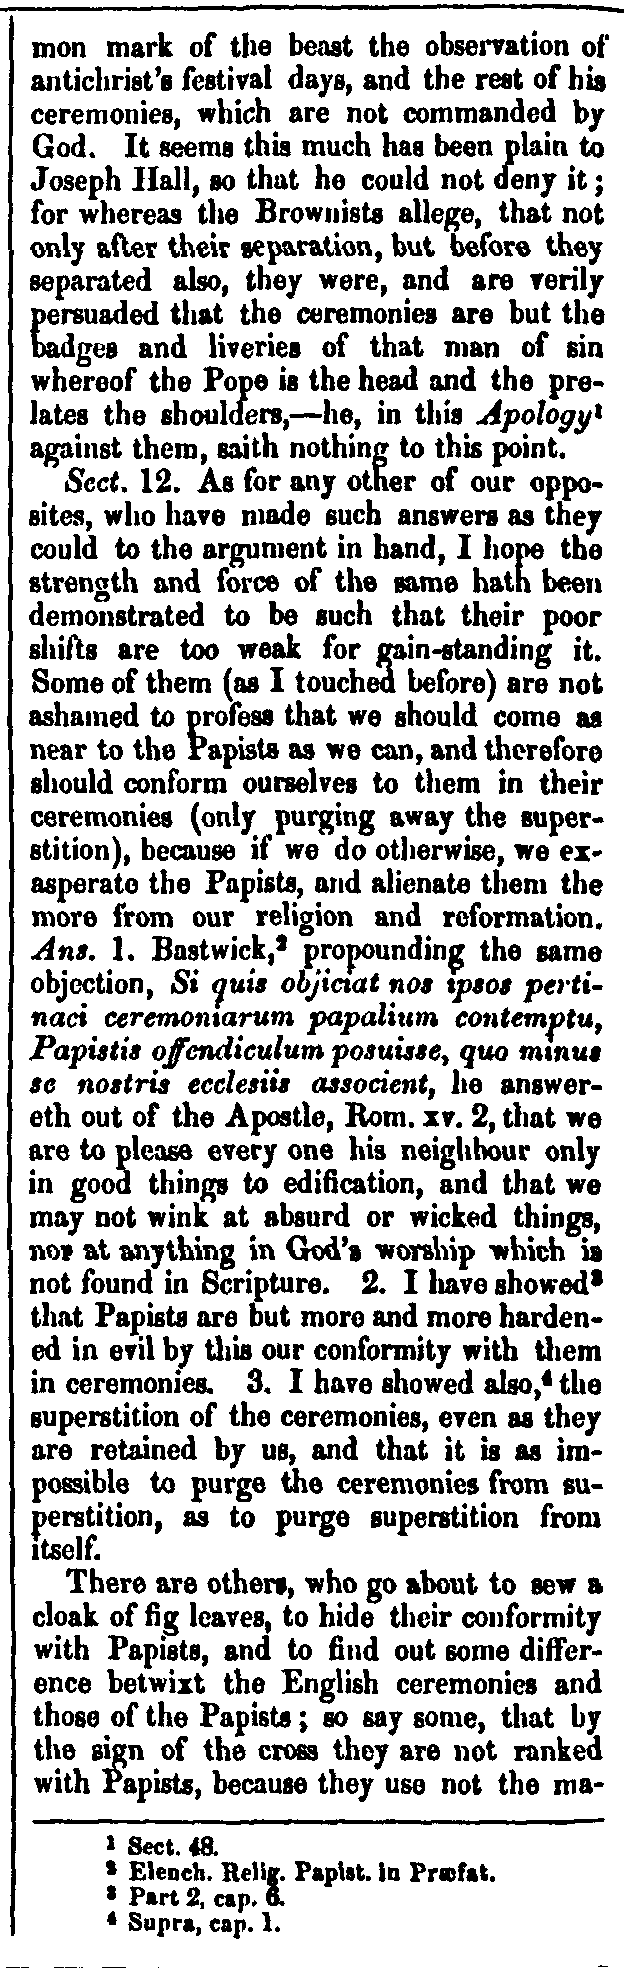 mon mark of the beast the observation of
antichrist's festival days, and the rest of his
ceremonies, which are not commanded by
God. It seems this much has been plain to
Joseph Hall, so that he could not deny it;
for whereas the Brownists allege, that not
only after their separation, but before they
separated also, they were, and are verily
persuaded that the ceremonies are but the
badges and liveries of that man of sin
whereof the Pope is the head and the pre-
lates the shoulders,—he, in this Apology¹
against them, saith nothing to this point.
Sect. 12. As for any other of our oppo-
sites, who have made such answers as they
could to the argument in hand, I hope the
strength and force of the same hath been
demonstrated to be such that their poor
shifts are too weak for gain-standing it.
Some of them (as I touched before) are not
ashamed to profess that we should come as
near to the Papists as we can, and therefore
should conform ourselves to them in their
ceremonies (only purging away the super-
stition), because if we do otherwise, we ex-
asperate the Papists, and alienate them the
more from our religion and reformation.
Ans. 1. Bastwick,² propounding the same
objection, Si quis objiciat nos ipsos perti-
naci ceremoniarum papalium contemptu,
Papistis offendiculum posuisse, quo minus
se nostris ecclesiis associent, he answer-
eth out of the Apostle, Rom. xv. 2, that we
are to please every one his neighbour only
in good things to edification, and that we
may not wink at absurd or wicked things,
nor at anything in God's worship which is
not found in Scripture. 2. I have showed³
that Papists are but more and more harden-
ed in evil by this our conformity with them
in ceremonies. 3. I have showed also,⁴ the
superstition of the ceremonies, even as they
are retained by us, and that it is as im-
possible to purge the ceremonies from su-
perstition, as to purge superstition from
itself.
There are others, who go about to sew a
cloak of fig leaves, to hide their conformity
with Papists, and to find out some differ-
ence betwixt the English ceremonies and
those of the Papists; so say some, that by
the sign of the cross they are not ranked
with Papists, because they use not the ma-
¹ Sect. 48.
² Elench. Relig. Papist. in Præfat.
³ Part 2, cap. 6.
⁴ Supra, cap. 1.